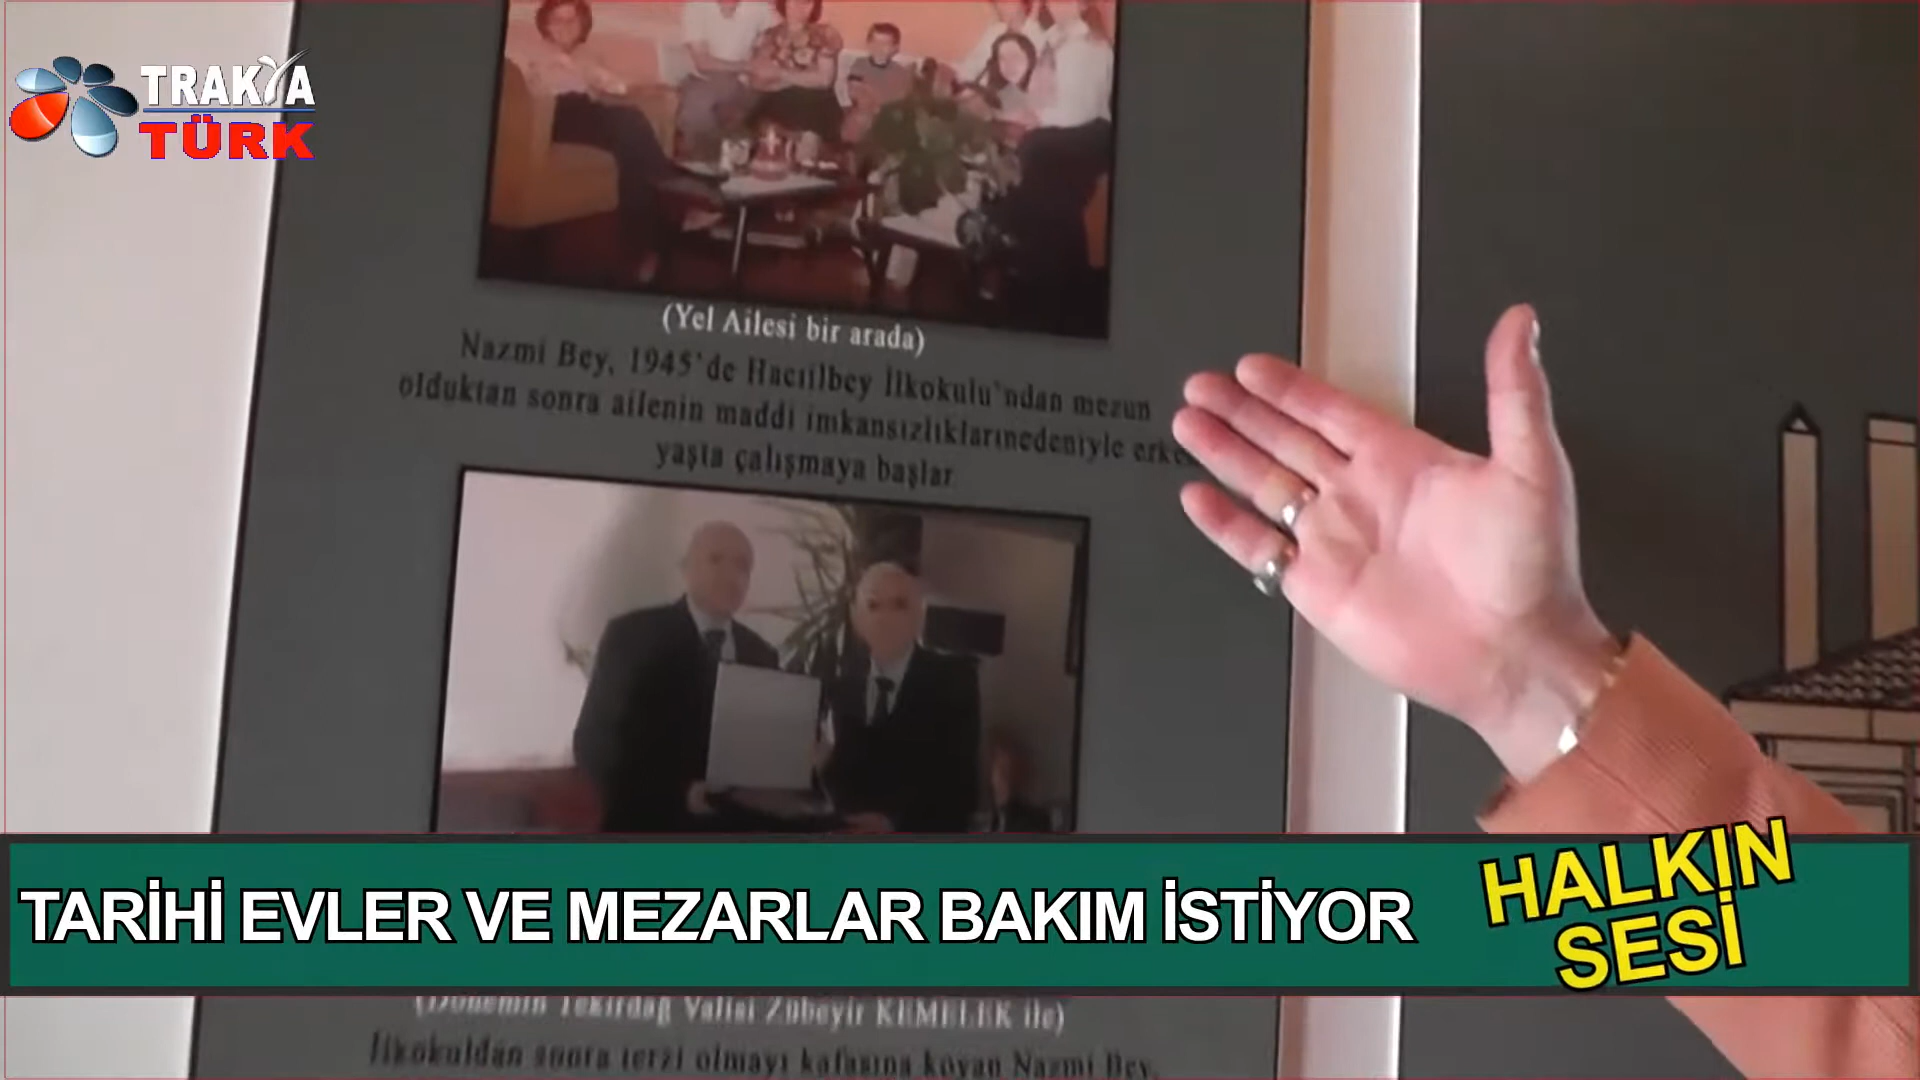 TRAKYA
TÜRK
(Yel Ailesi bir arada)
Nazmi Bey, 1945'de Hacıilbey İlkokulu'ndan mezun
olduktan sonra ailenin maddi imkansızlıklarınedeniyle
yaşta çalışmaya başlar
TARİHİ EVLER VE MEZARLAR BAKIM İSTİYOR
HALKIN
SESİ
(Dönemin Tekirdağ Valisi Zübeyir KEMELEK ile)
İlkokuldan sonra terzi olmayı kafasına koyan Nazmi Bey,